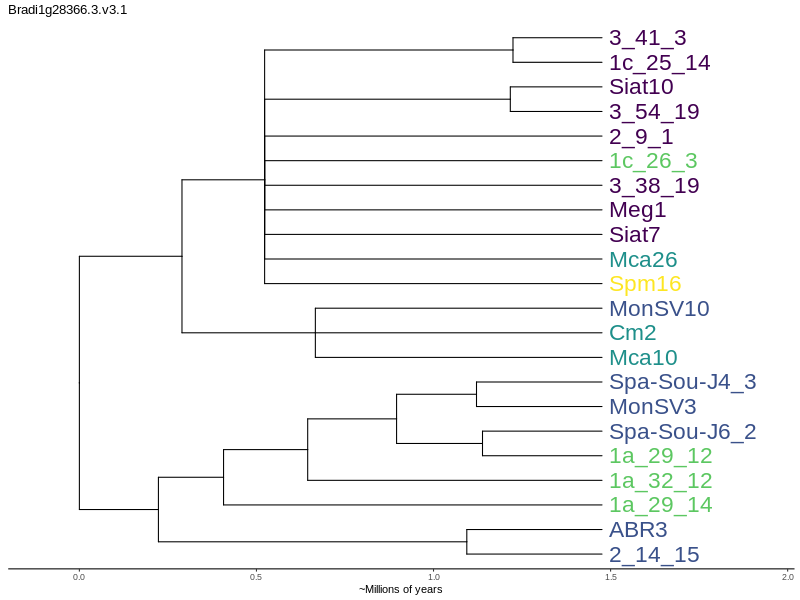 Bradi1g28366.3.v3.1
3_41_3
1c_25_14
Siat10
3_54_19
2_9_1
1c_26_3
3_38_19
Meg1
Siat7
Mca26
Spm16
MonSV10
Cm2
Mca10
Spa-Sou-J4_3
MonSV3
Spa-Sou-J6_2
1a_29_12
1a_32_12
1a_29_14
ABR3
2_14_15
0.0 0.5 1.0 1.5 2.0
~Millions of years